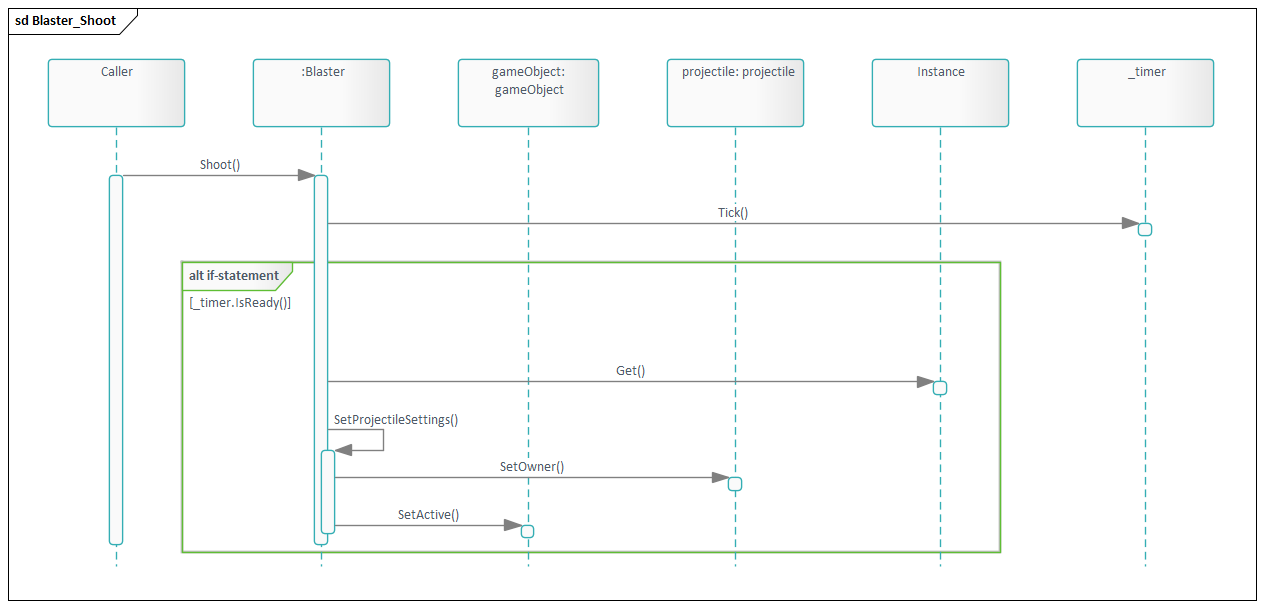 sd Blaster_Shoot
Caller
:Blaster
gameObject:
gameObject
projectile: projectile
Instance
_timer
Shoot()
Tick()
alt if-statement
[_timer.IsReady()]
Get()
SetProjectileSettings()
SetOwner()
SetActive()